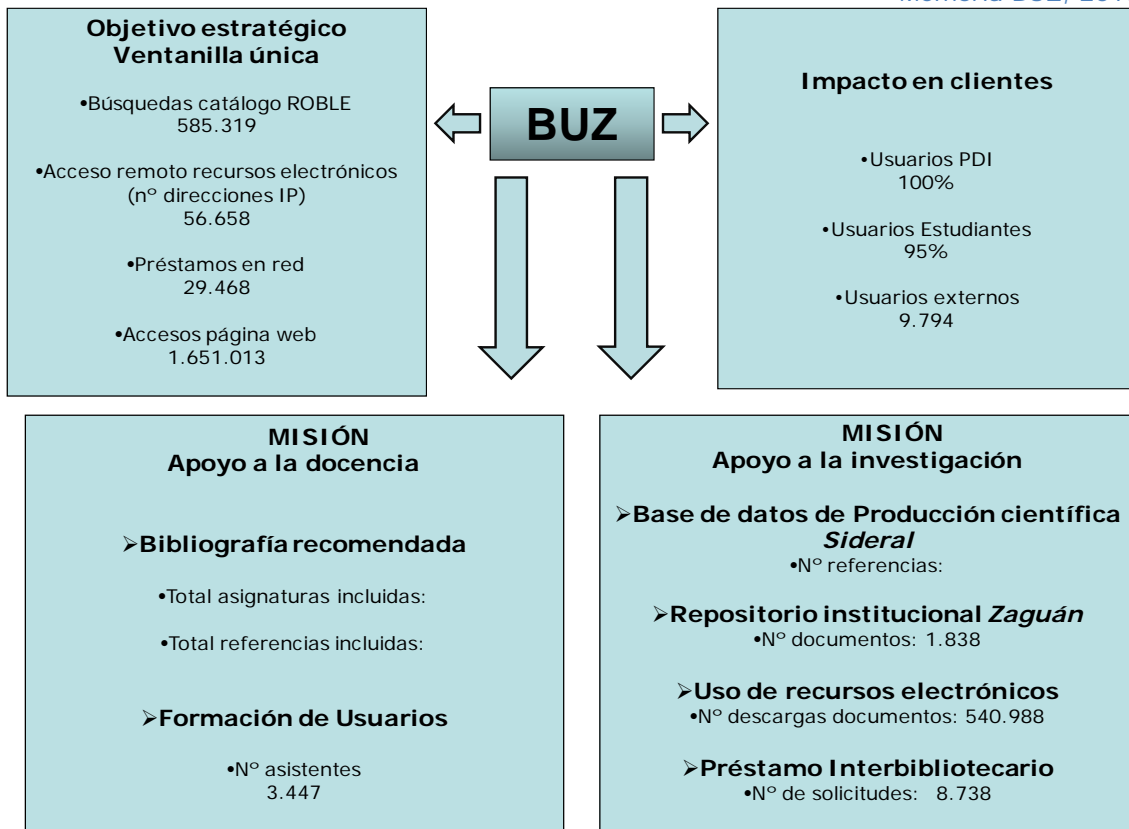 Objetivo estratégico
Ventanilla única
•Búsquedas catálogo ROBLE
585.319
•Acceso remoto recursos electrónicos
(nº direcciones IP)
56.658
•Préstamos en red
29.468
•Accesos página web
1.651.013
BUZ
Impacto en clientes
•Usuarios PDI
100%
•Usuarios Estudiantes
95%
•Usuarios externos
9.794
MISIÓN
Apoyo a la docencia
➢Bibliografía recomendada
•Total asignaturas incluidas:
•Total referencias incluidas:
➢Formación de Usuarios
•Nº asistentes
3.447
MISIÓN
Apoyo a la investigación
➢Base de datos de Producción científica
Sideral
•Nº referencias:
➢Repositorio institucional Zaguán
•Nº documentos: 1.838
➢Uso de recursos electrónicos
•Nº descargas documentos: 540.988
➢Préstamo Interbibliotecario
•Nº de solicitudes: 8.738